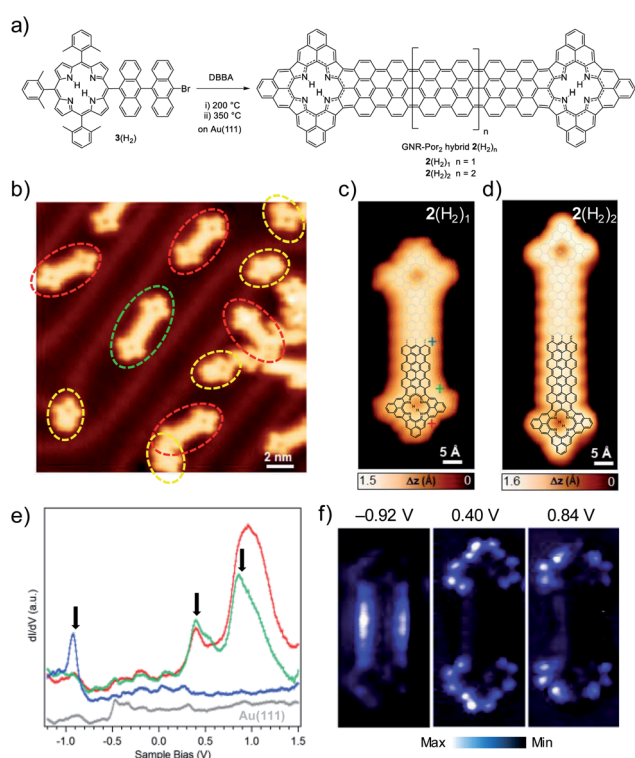 a)
DBBA
i) 200 °C
ii) 350 °C
on Au(111)
Br
N
N
H
H
N
N
3(H₂)
N
N
H
H
N
N
n
N
N
H
H
N
N
GNR-Por₂ hybrid 2(H₂)ₙ
2(H₂)₁ n = 1
2(H₂)₂ n = 2
b)
2 nm
c)
2(H₂)₁
5 Å
1.5 Δz (Å) 0
d)
2(H₂)₂
5 Å
1.6 Δz (Å) 0
e)
dI/dV (a.u.)
Au(111)
-1.0 -0.5 0.0 0.5 1.0 1.5
Sample Bias (V)
f)
–0.92 V 0.40 V 0.84 V
Max Min